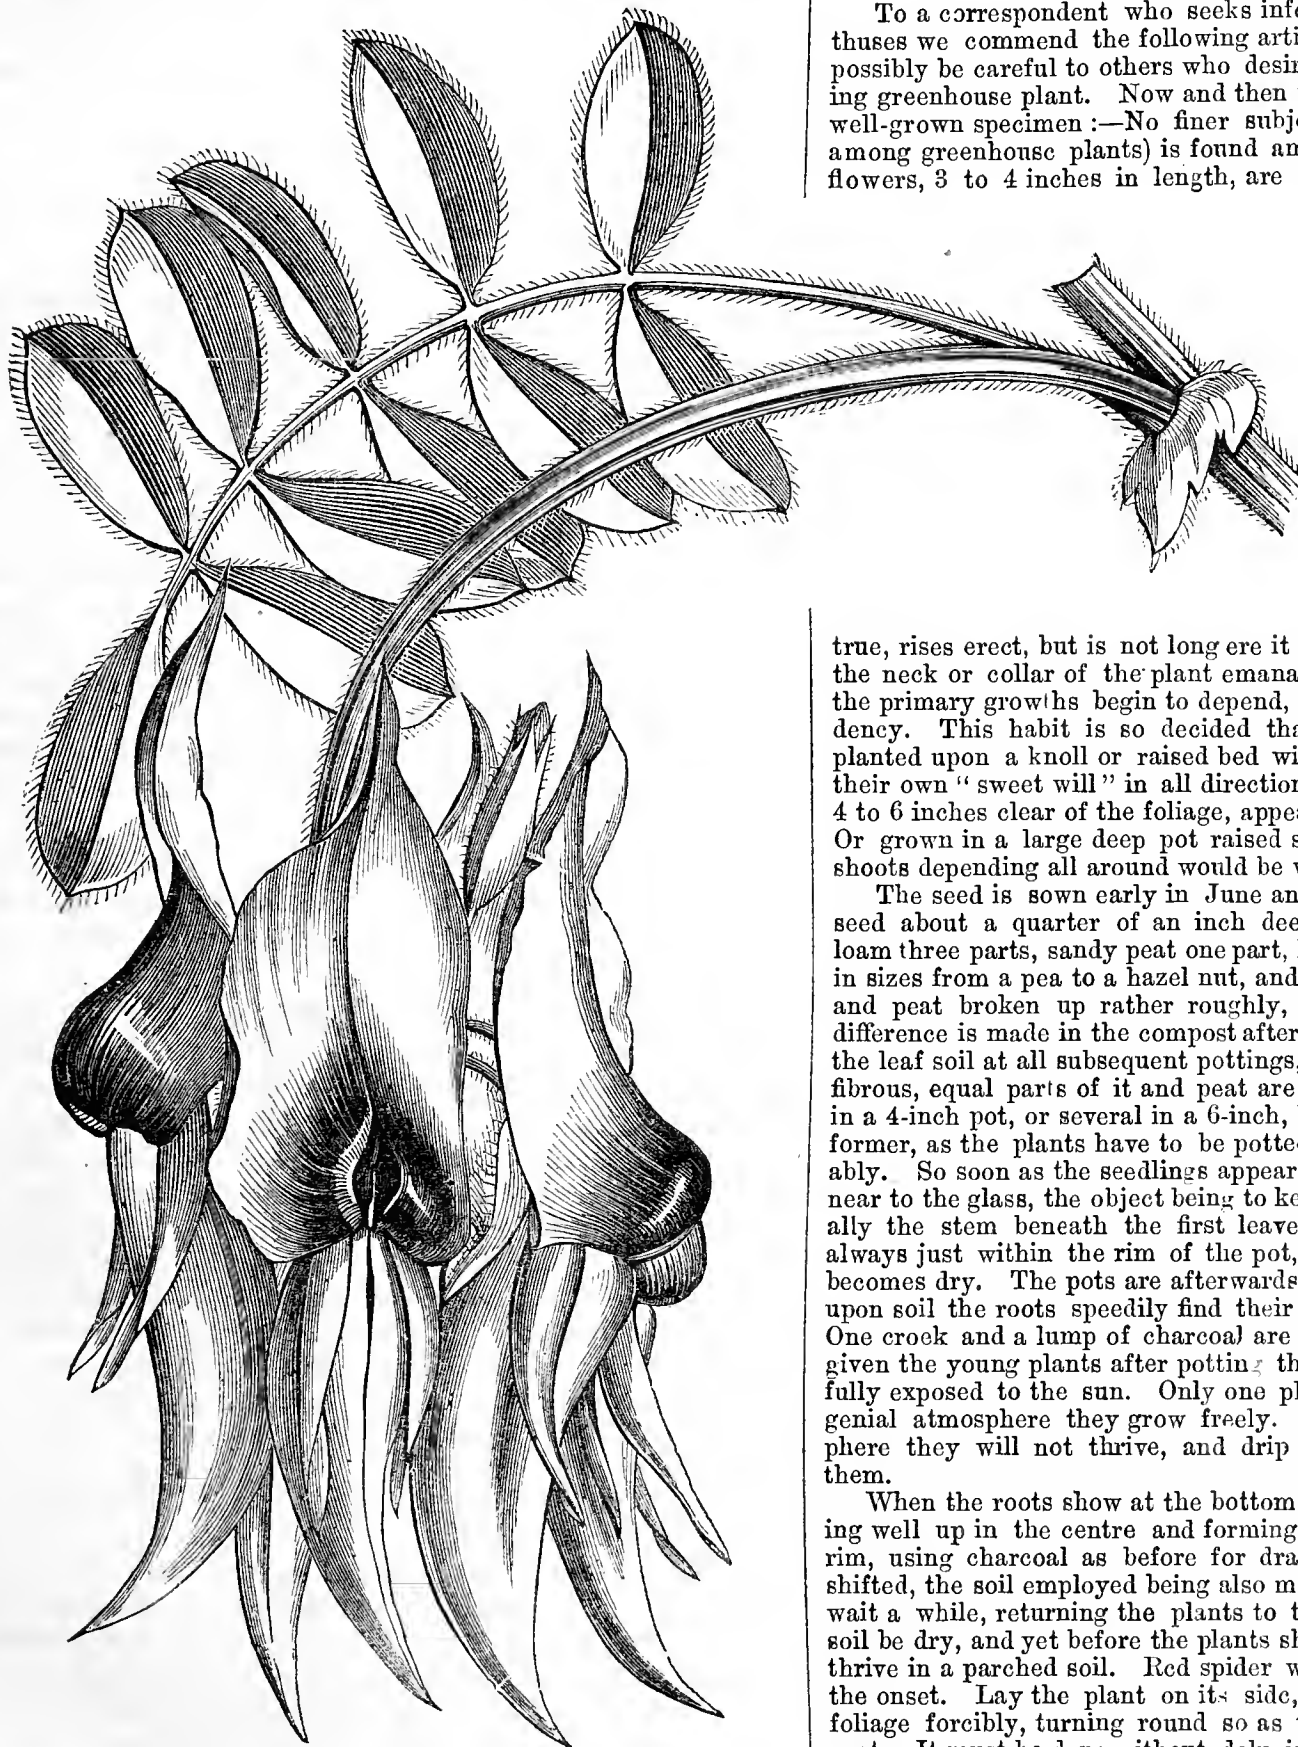 To a correspondent who seeks inf
thuses we commend the following arti
possibly be careful to others who desi
ing greenhouse plant. Now and then
well-grown specimen :—No finer subj
among greenhouse plants) is found am
flowers, 3 to 4 inches in length, are
true, rises erect, but is not long ere it
the neck or collar of the plant emana
the primary growths begin to depend,
dency. This habit is so decided tha
planted upon a knoll or raised bed wi
their own “ sweet will ” in all direction
4 to 6 inches clear of the foliage, appea
Or grown in a large deep pot raised s
shoots depending all around would be v
The seed is sown early in June an
seed about a quarter of an inch dee
loam three parts, sandy peat one part,
in sizes from a pea to a hazel nut, and
and peat broken up rather roughly,
difference is made in the compost after
the leaf soil at all subsequent pottings,
fibrous, equal parts of it and peat are
in a 4-inch pot, or several in a 6-inch,
former, as the plants have to be potte
ably. So soon as the seedlings appear
near to the glass, the object being to ke
ally the stem beneath the first leave
always just within the rim of the pot,
becomes dry. The pots are afterwards
upon soil the roots speedily find their
One crock and a lump of charcoal are
given the young plants after potting th
fully exposed to the sun. Only one pl
genial atmosphere they grow freely.
phere they will not thrive, and drip
them.
When the roots show at the bottom
ing well up in the centre and forming
rim, using charcoal as before for dra
shifted, the soil employed being also m
wait a while, returning the plants to t
soil be dry, and yet before the plants sh
thrive in a parched soil. Red spider w
the onset. Lay the plant on its side,
foliage forcibly, turning round so as